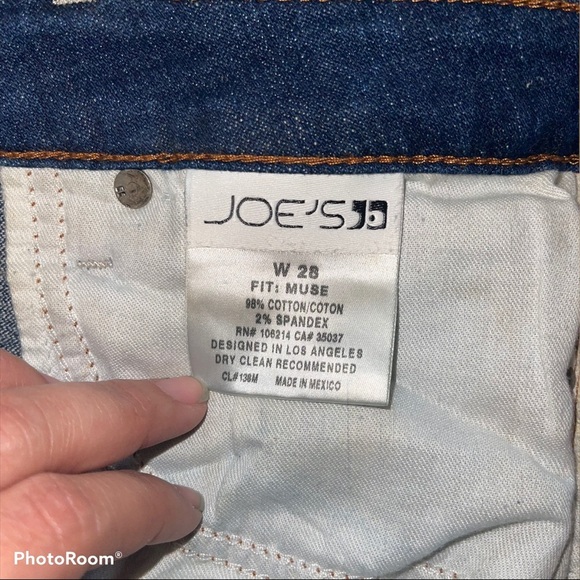 JOE'S
W 28
FIT: MUSE
98% COTTON/COTON
2% SPANDEX
RN# 106214 CA# 35037
DESIGNED IN LOS ANGELES
DRY CLEAN RECOMMENDED
CL#136M MADE IN MEXICO
PhotoRoom®